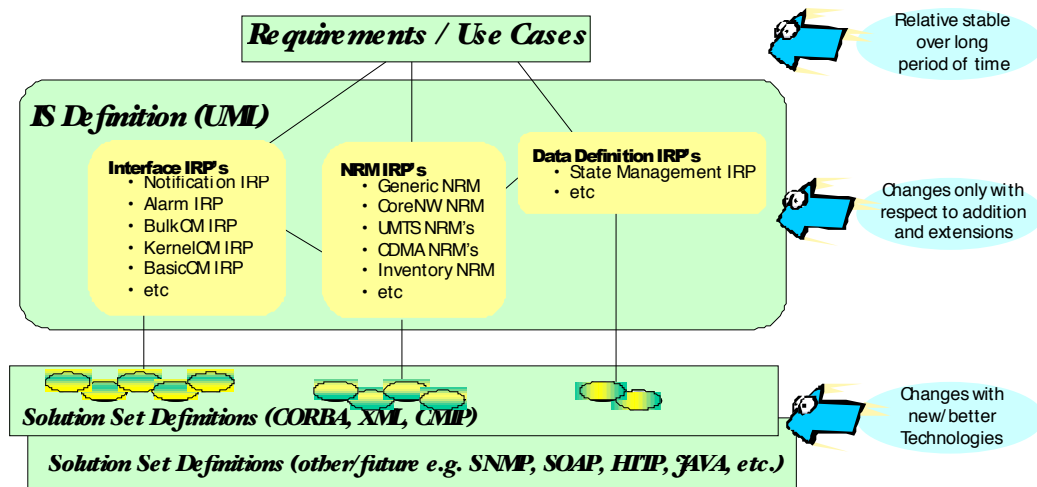 Requirements / Use Cases
Relative stable
over long
period of time
IS Definition (UML)
Interface IRP's
• Notification IRP
• Alarm IRP
• BulkCM IRP
• KernelCM IRP
• BasicCM IRP
• etc
NRM IRP's
• Generic NRM
• CoreNW NRM
• UMTS NRM's
• CDMA NRM's
• Inventory NRM
• etc
Data Definition IRP's
• State Management IRP
• etc
Changes only with
respect to addition
and extensions
Solution Set Definitions (CORBA, XML, CMIP)
Changes with
new/better
Technologies
Solution Set Definitions (other/future e.g. SNMP, SOAP, HTTP, JAVA, etc.)